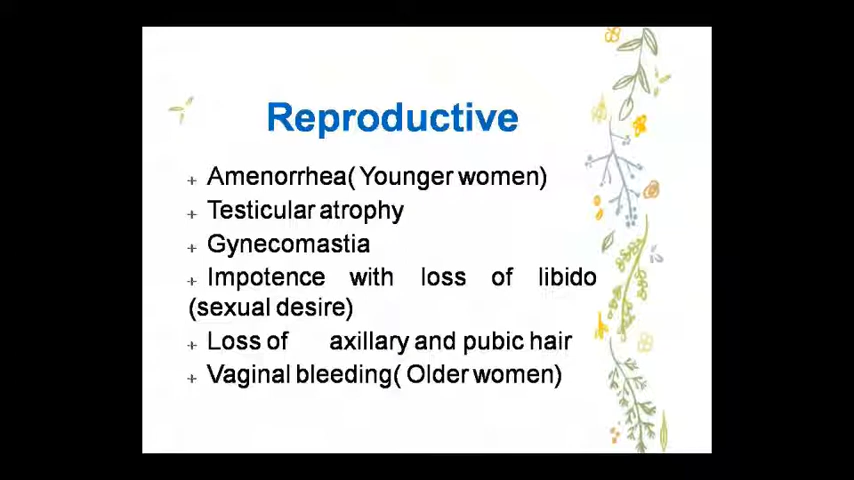 Reproductive
+ Amenorrhea( Younger women)
+ Testicular atrophy
+ Gynecomastia
+ Impotence with loss of libido
(sexual desire)
+ Loss of axillary and pubic hair
+ Vaginal bleeding( Older women)